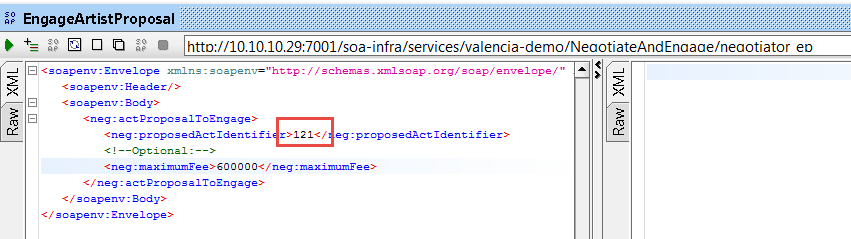 SO AP EngageArtistProposal
http://10.10.10.29:7001/soa-infra/services/valencia-demo/NegotiateAndEngage/negotiator_ep
XML
Raw
<soapenv:Envelope xmlns:soapenv="http://schemas.xmlsoap.org/soap/envelope/"
<soapenv:Header/>
<soapenv:Body>
<neg:actProposalToEngage>
<neg:proposedActIdentifier>121</neg:proposedActIdentifier>
<!--Optional:-->
<neg:maximumFee>600000</neg:maximumFee>
</neg:actProposalToEngage>
</soapenv:Body>
</soapenv:Envelope>
XML
Raw